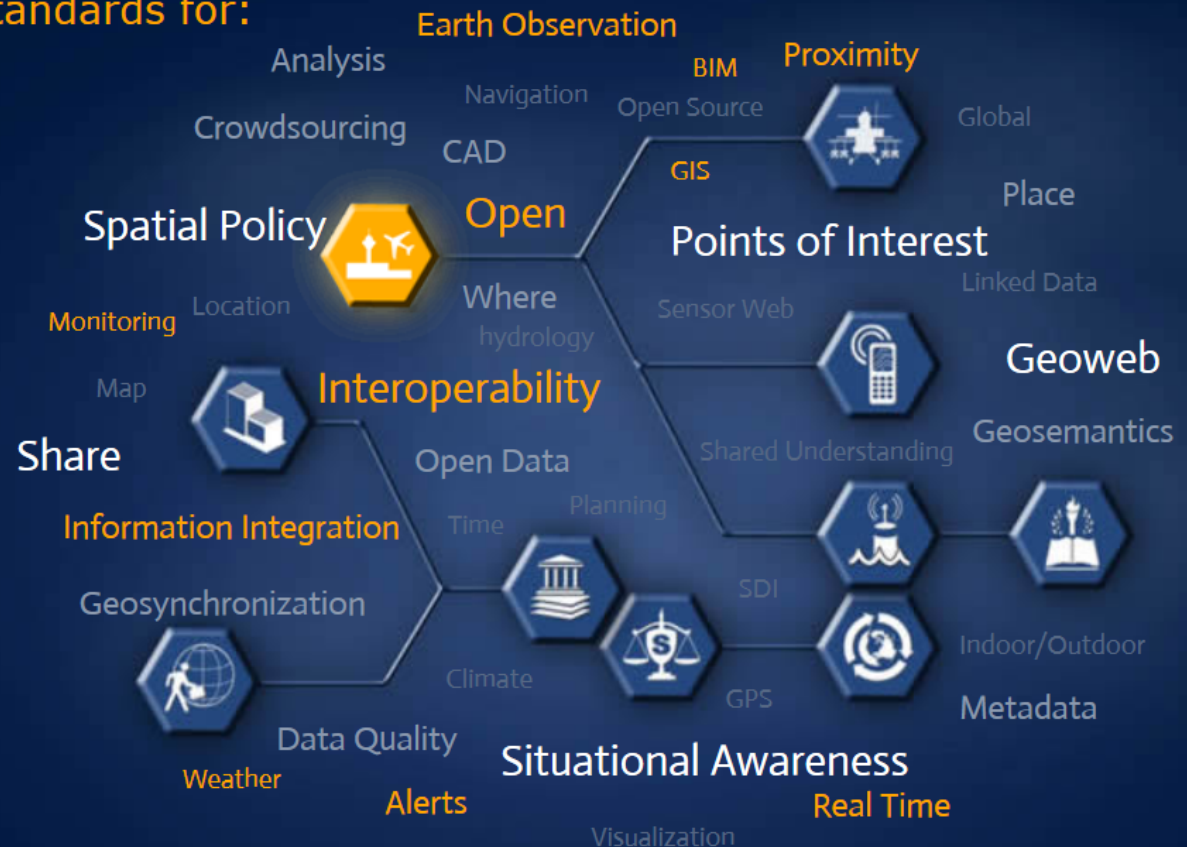 tandards for:
Earth Observation
Analysis
BIM
Proximity
Navigation
Open Source
Global
Crowdsourcing
CAD
GIS
Place
Spatial Policy
Open
Points of Interest
Location
Where
Linked Data
Monitoring
Sensor Web
hydrology
Geoweb
Map
Interoperability
Share
Open Data
Shared Understanding
Geosemantics
Planning
Information Integration
Time
SDI
Geosynchronization
Indoor/Outdoor
Climate
GPS
Metadata
Data Quality
Situational Awareness
Weather
Alerts
Real Time
Visualization
S